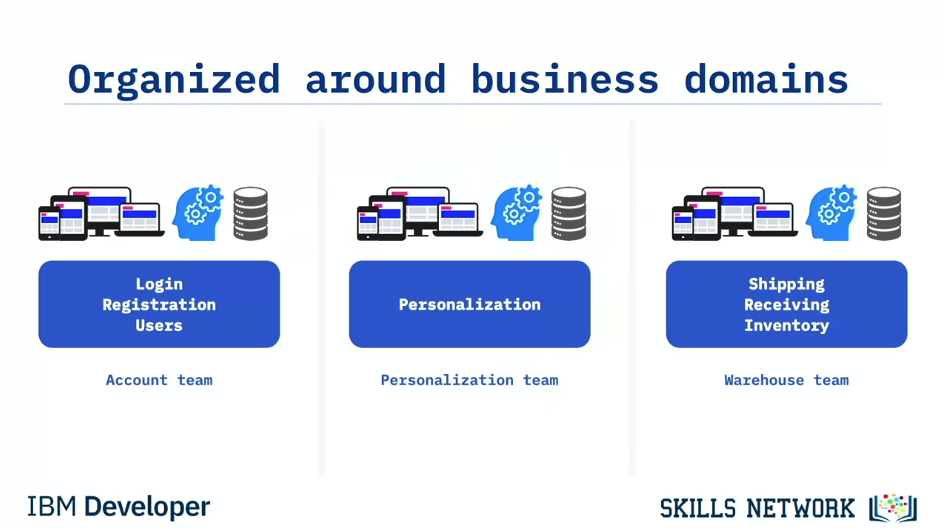 Organized around business domains
Login
Registration
Users
Personalization
Shipping
Receiving
Inventory
Account team
Personalization team
Warehouse team
IBM Developer
SKILLS NETWORK